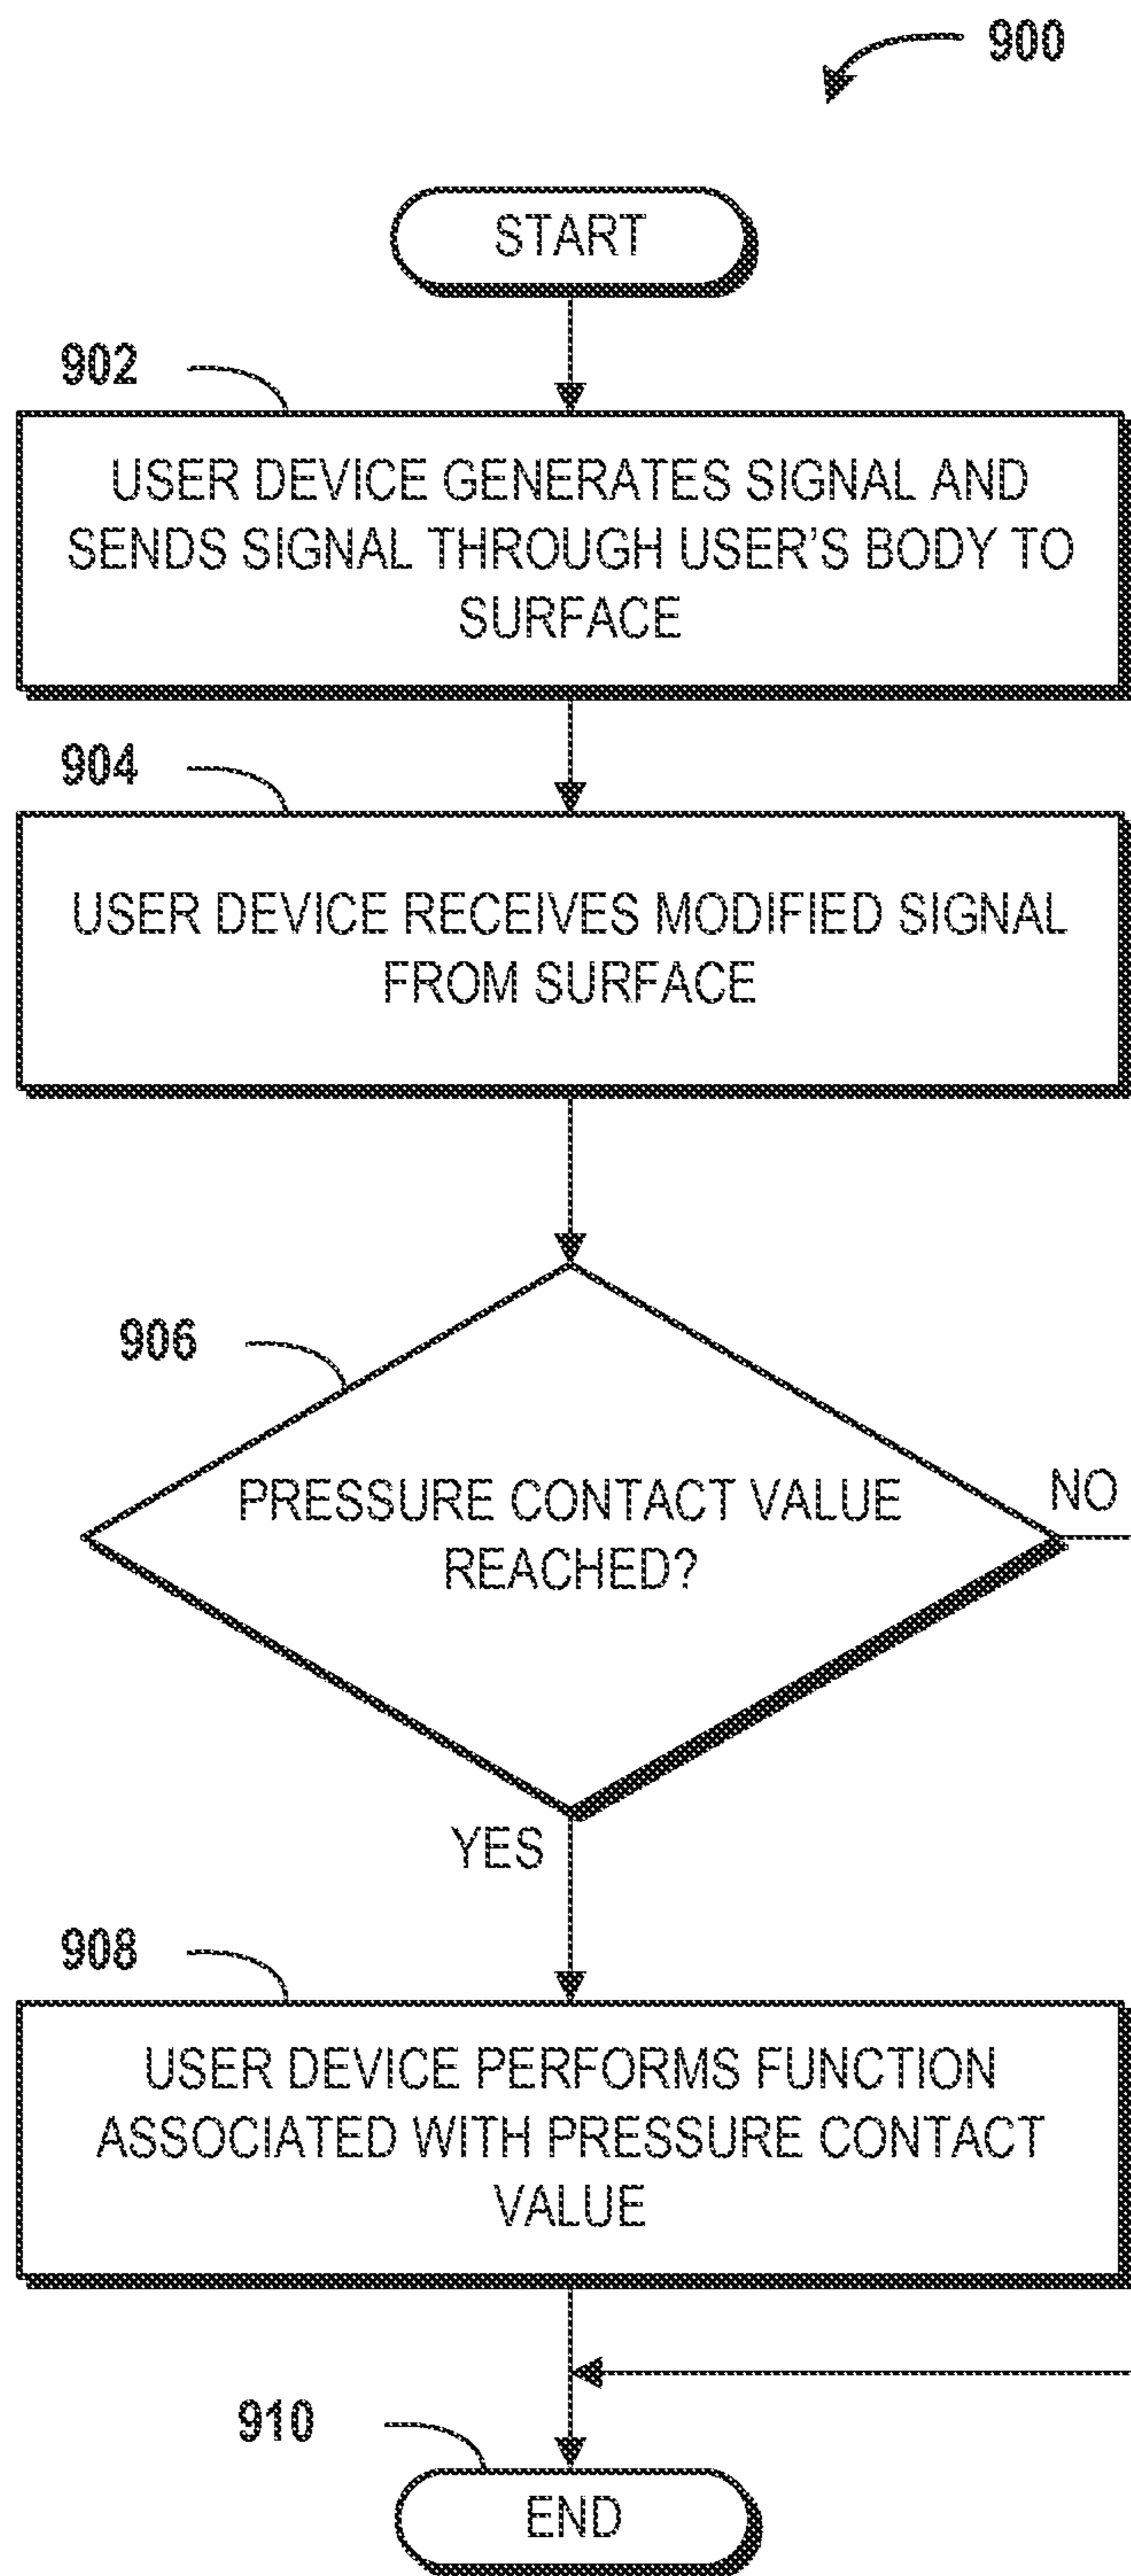 900
START
902
USER DEVICE GENERATES SIGNAL AND
SENDS SIGNAL THROUGH USER'S BODY TO
SURFACE
904
USER DEVICE RECEIVES MODIFIED SIGNAL
FROM SURFACE
906
PRESSURE CONTACT VALUE
REACHED?
NO
YES
908
USER DEVICE PERFORMS FUNCTION
ASSOCIATED WITH PRESSURE CONTACT
VALUE
910
END